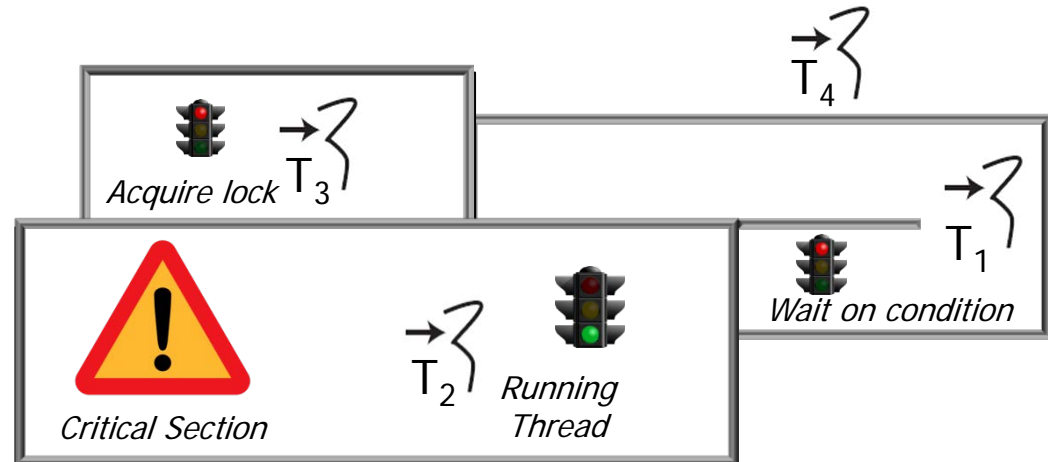 T₄
Acquire lock T₃
T₁
Wait on condition
T₂
Running
Thread
Critical Section